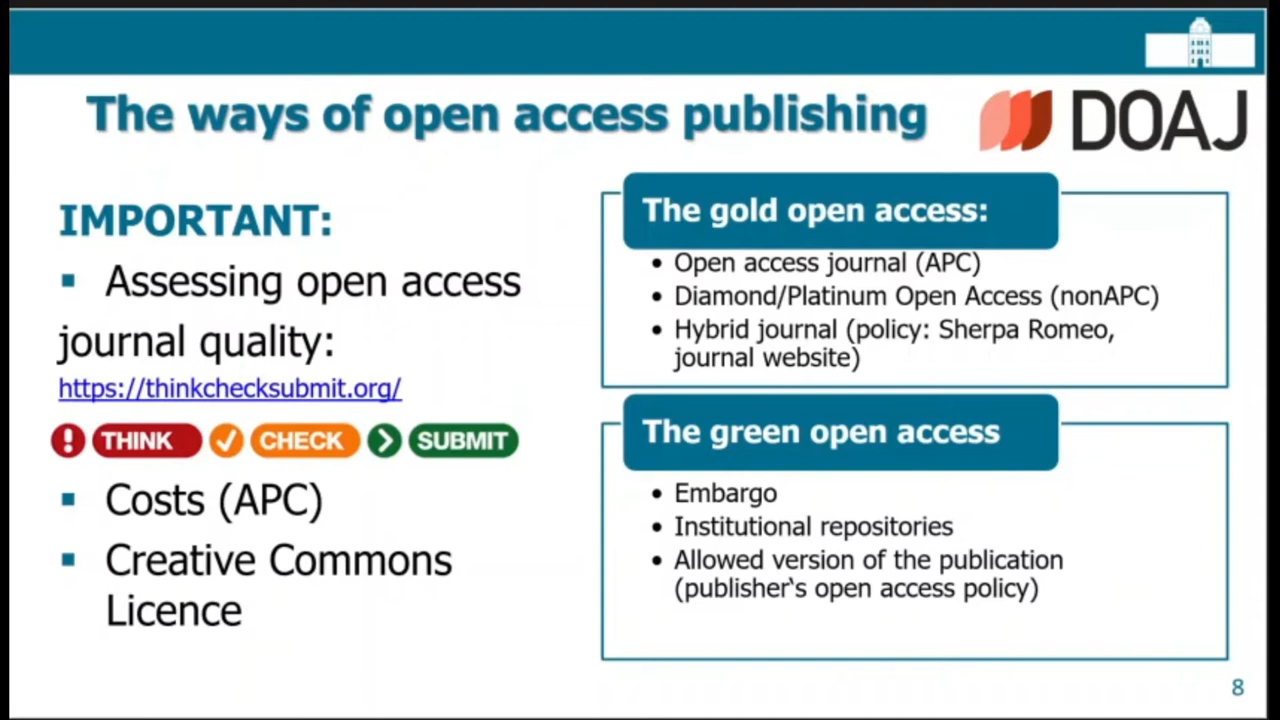 The ways of open access publishing
DOAJ
IMPORTANT:
▪ Assessing open access
journal quality:
https://thinkchecksubmit.org/
! THINK ✓ CHECK > SUBMIT
▪ Costs (APC)
▪ Creative Commons
Licence
The gold open access:
• Open access journal (APC)
• Diamond/Platinum Open Access (nonAPC)
• Hybrid journal (policy: Sherpa Romeo,
journal website)
The green open access
• Embargo
• Institutional repositories
• Allowed version of the publication
(publisher‘s open access policy)
8